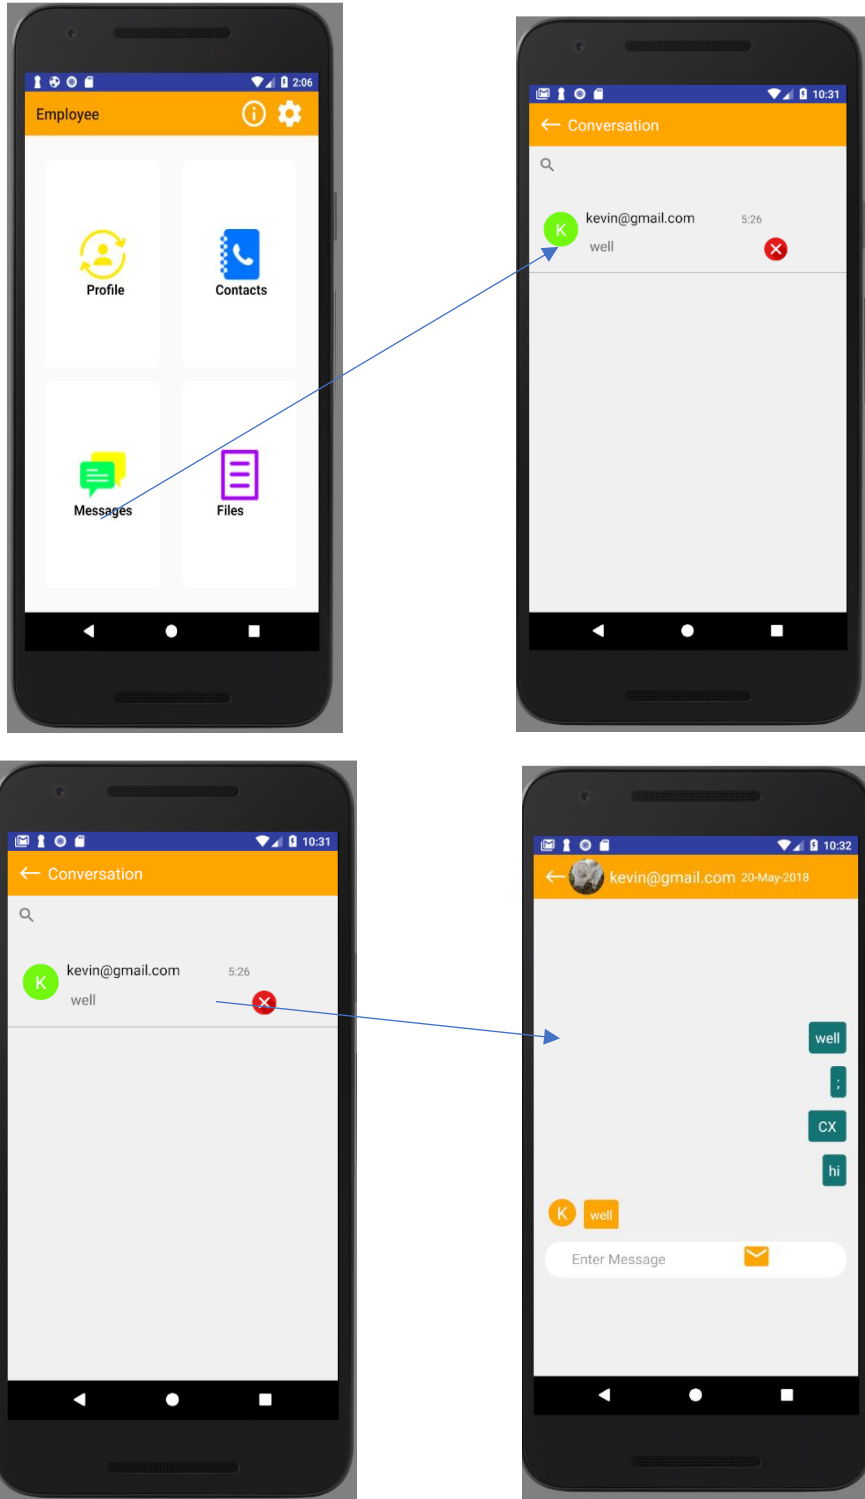 2:06
Employee
Profile
Contacts
Messages
Files
10:31
Conversation
kevin@gmail.com 5:26
K
well
10:31
Conversation
kevin@gmail.com 5:26
K
well
10:32
kevin@gmail.com 20-May-2018
well
;
CX
hi
K well
Enter Message